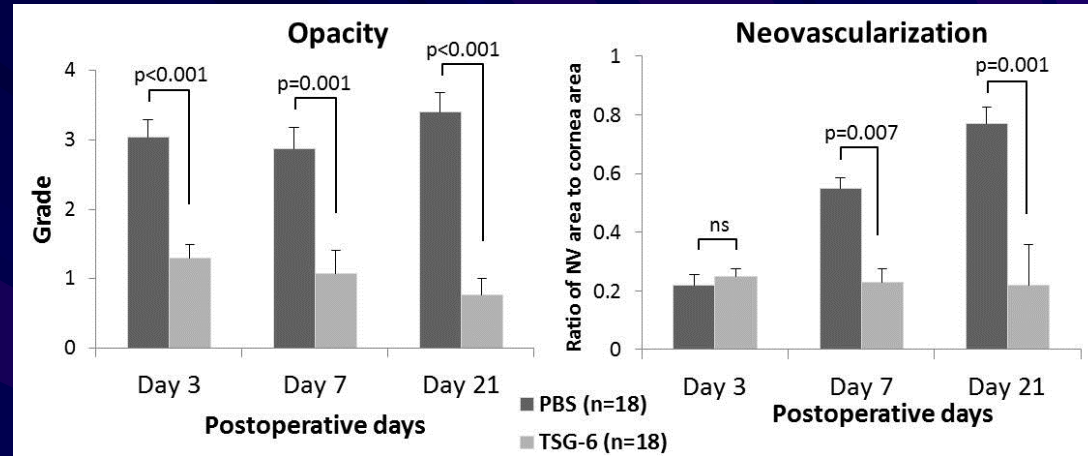 Opacity
Grade
4
3
2
1
0
p<0.001
p=0.001
p<0.001
Day 3
Day 7
Day 21
Postoperative days
Neovascularization
Ratio of NV area to cornea area
1
0.8
0.6
0.4
0.2
0
ns
p=0.007
p=0.001
Day 3
Day 7
Day 21
Postoperative days
PBS (n=18)
TSG-6 (n=18)